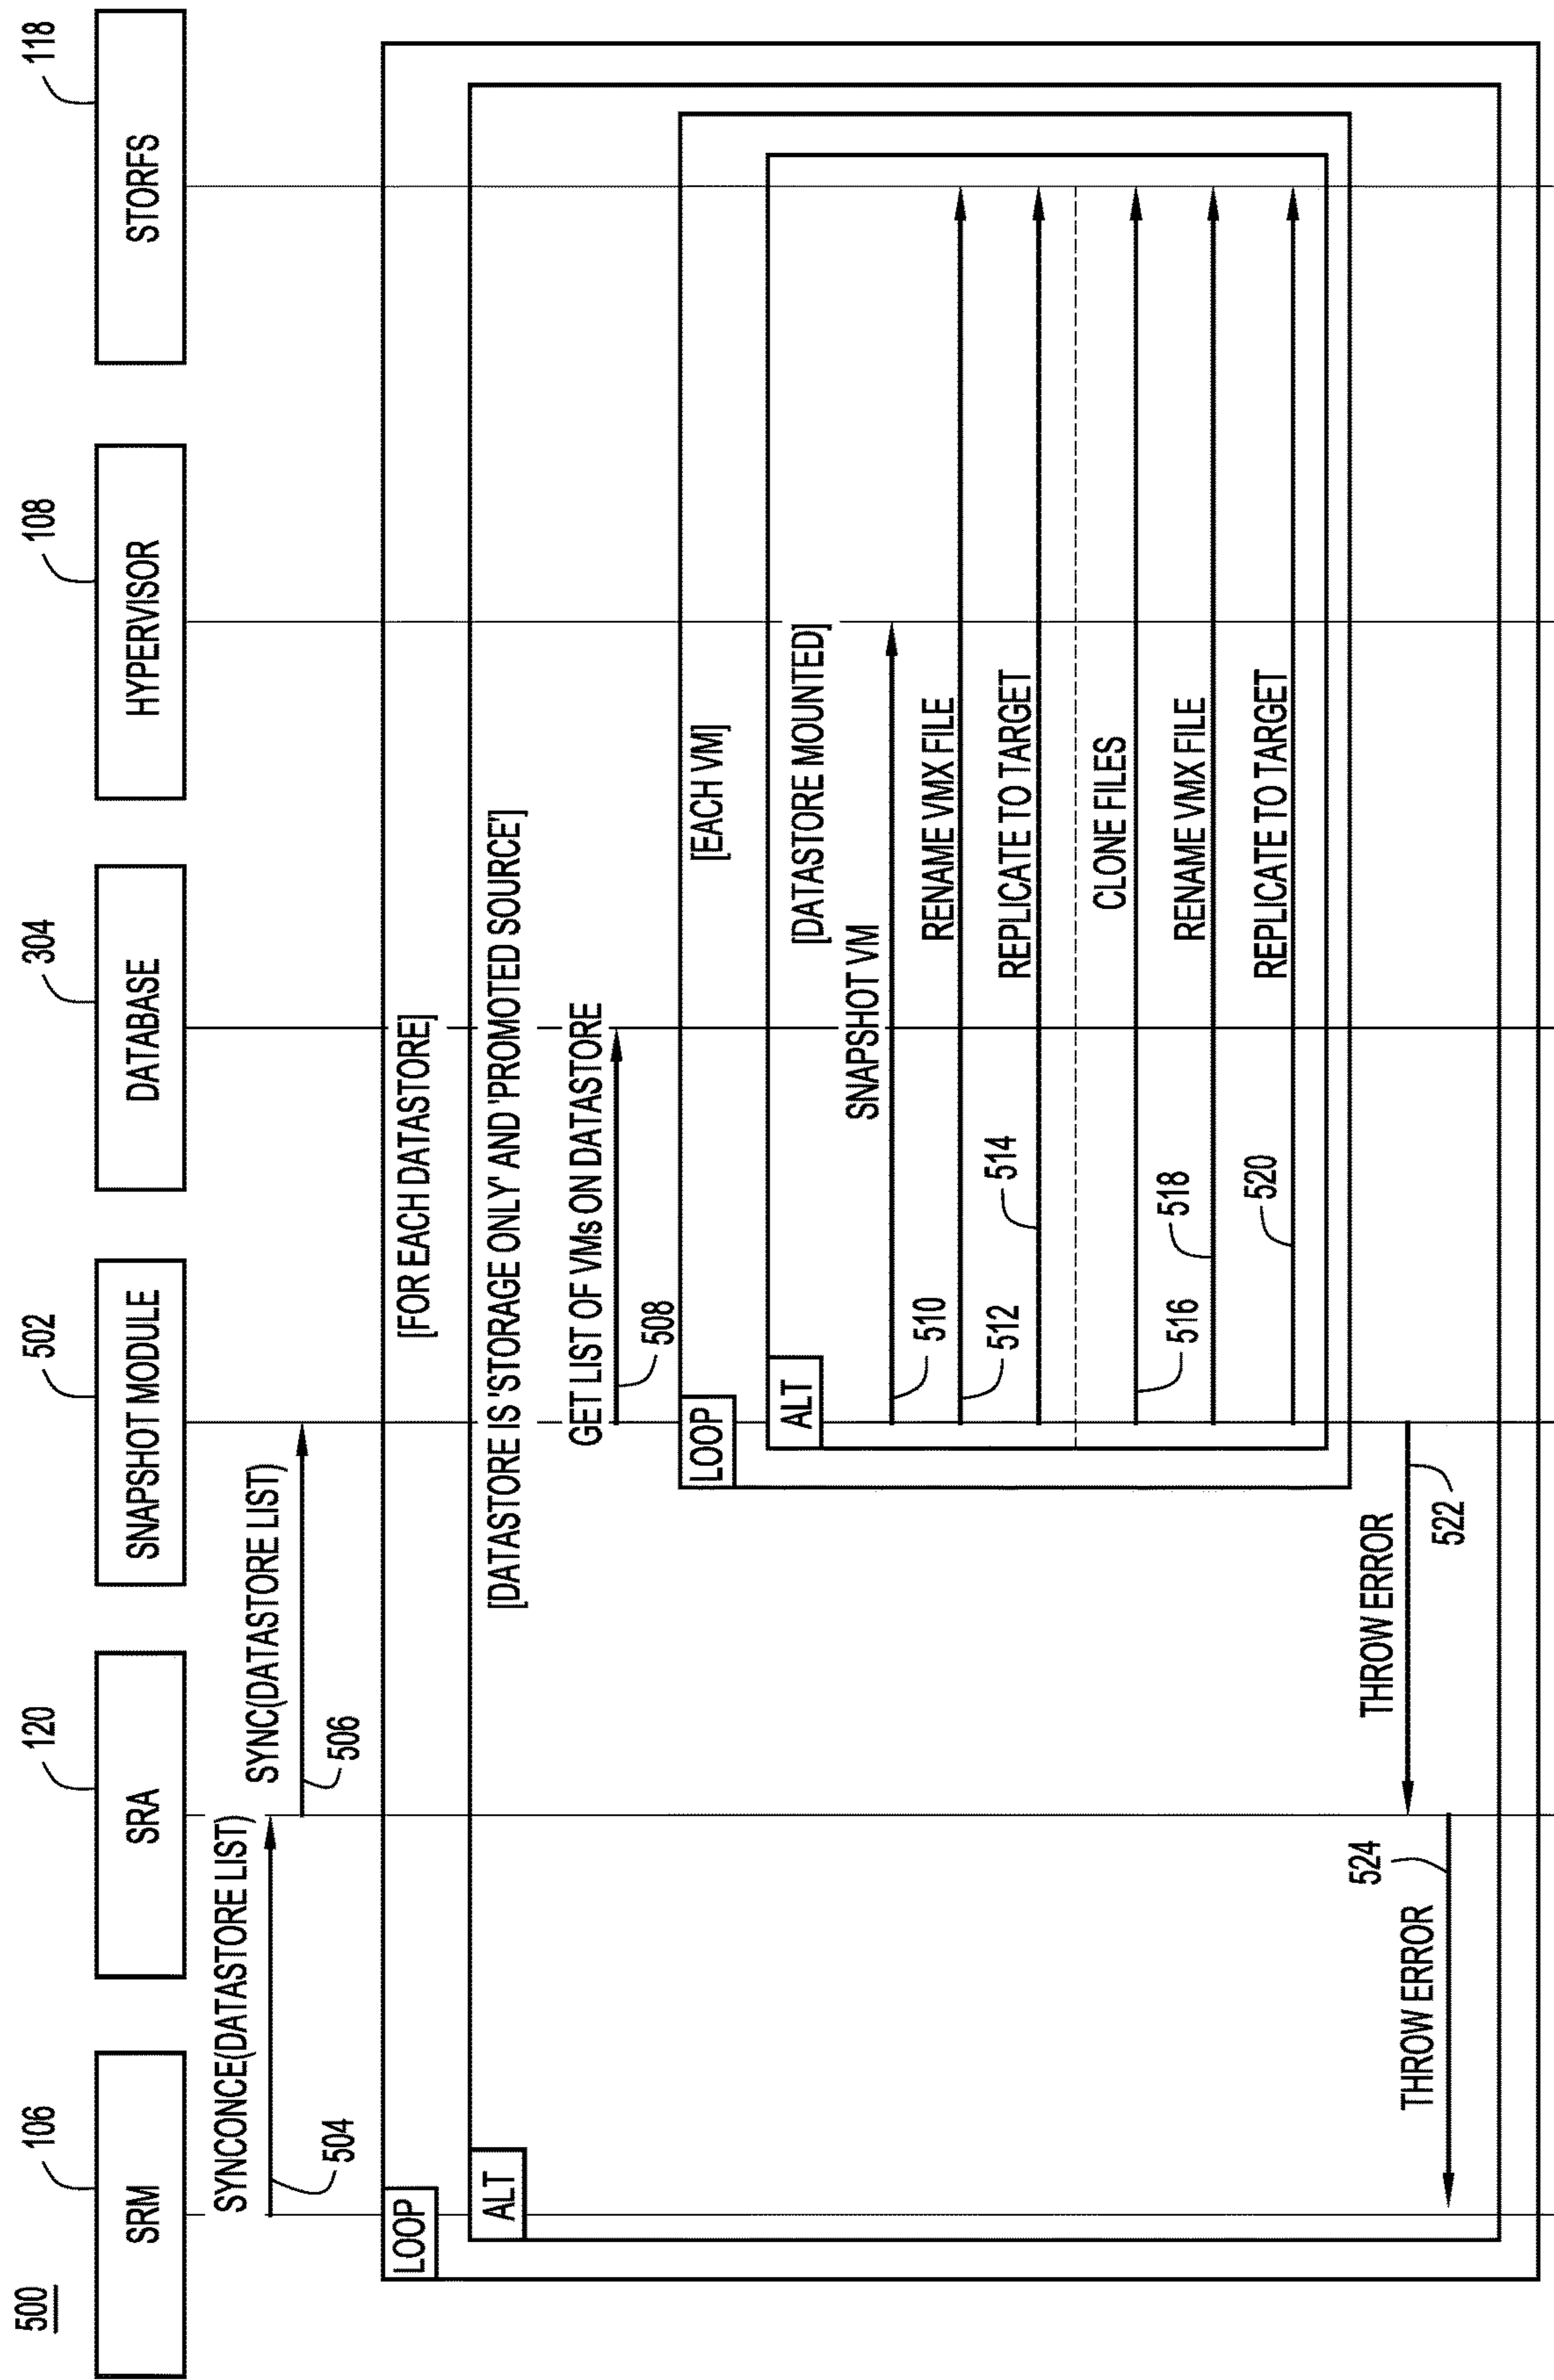 500
106
120
502
304
108
118
SRM
SRA
SNAPSHOT MODULE
DATABASE
HYPERVISOR
STORFS
SYNCONCE(DATASTORE LIST)
504
SYNC(DATASTORE LIST)
506
LOOP
[FOR EACH DATASTORE]
ALT
[DATASTORE IS 'STORAGE ONLY' AND 'PROMOTED SOURCE']
GET LIST OF VMs ON DATASTORE
508
LOOP
[EACH VM]
ALT
[DATASTORE MOUNTED]
SNAPSHOT VM
510
RENAME VMX FILE
512
REPLICATE TO TARGET
514
CLONE FILES
516
RENAME VMX FILE
518
REPLICATE TO TARGET
520
THROW ERROR
522
THROW ERROR
524